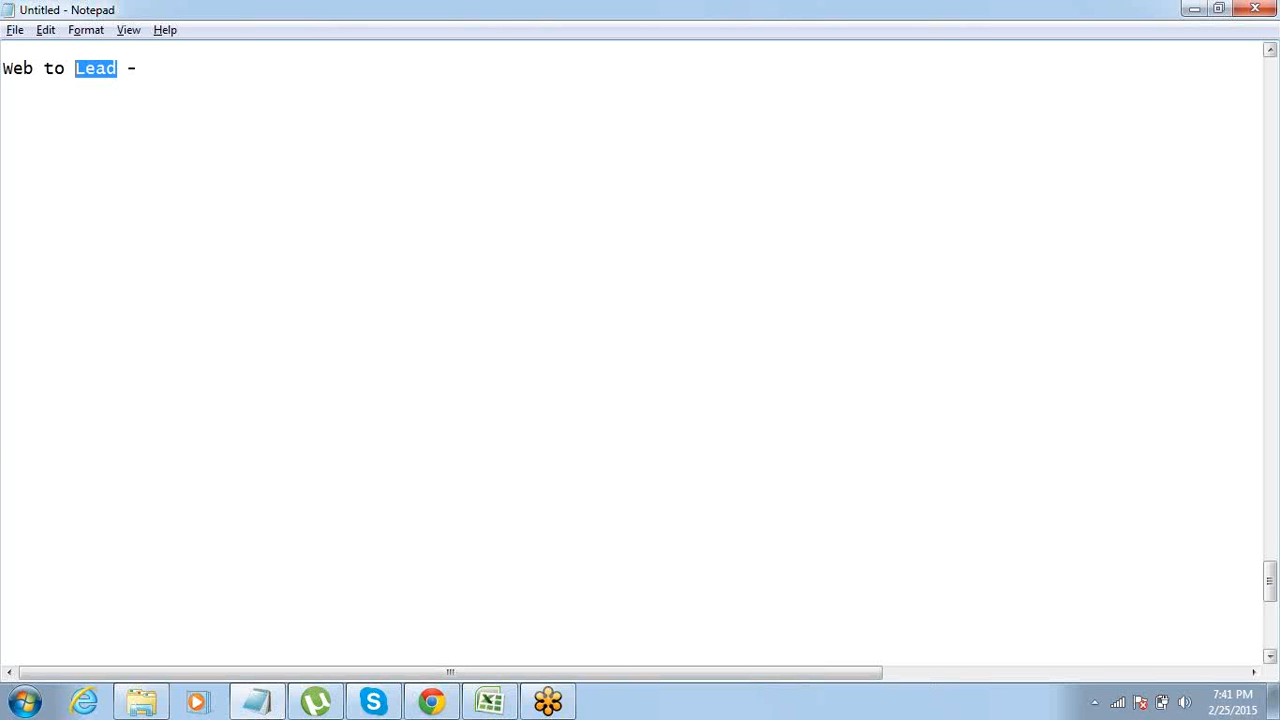 Untitled - Notepad
File Edit Format View Help
Web to Lead -
7:41 PM
2/25/2015